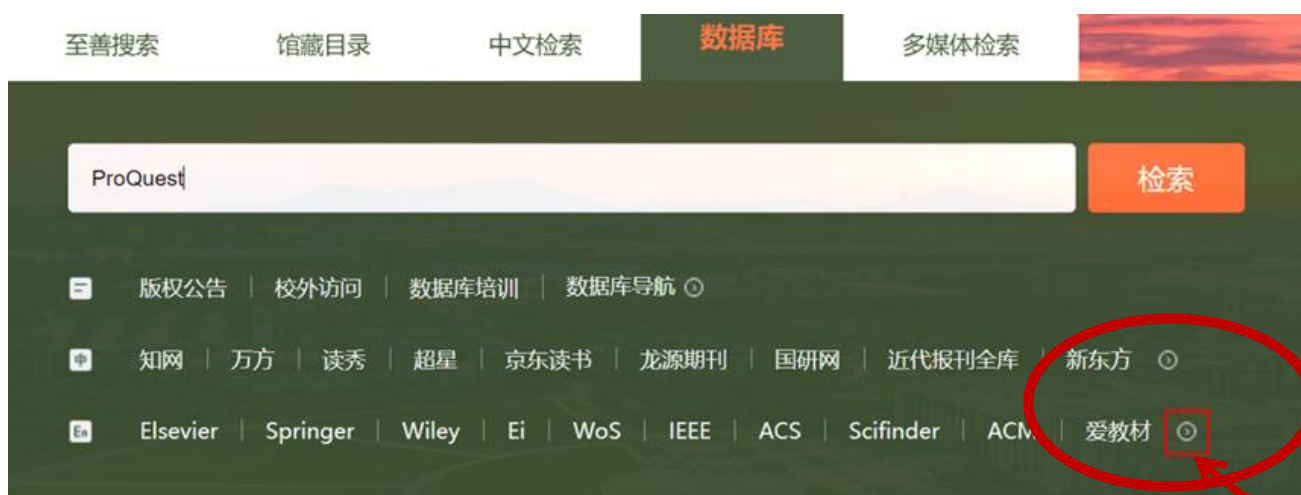 至善搜索 馆藏目录 中文检索 数据库 多媒体检索
ProQuest 检索
版权公告 | 校外访问 | 数据库培训 | 数据库导航
中 知网 | 万方 | 读秀 | 超星 | 京东读书 | 龙源期刊 | 国研网 | 近代报刊全库 | 新东方
En Elsevier | Springer | Wiley | Ei | WoS | IEEE | ACS | Scifinder | ACM | 爱教材